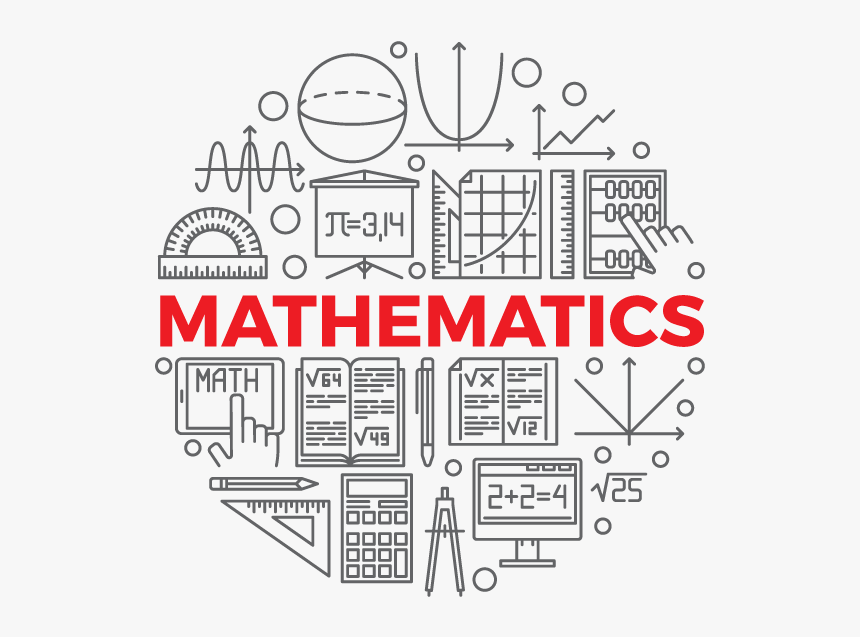 π=3,14
MATHEMATICS
MATH
√64
√49
√x
√12
2+2=4
√25